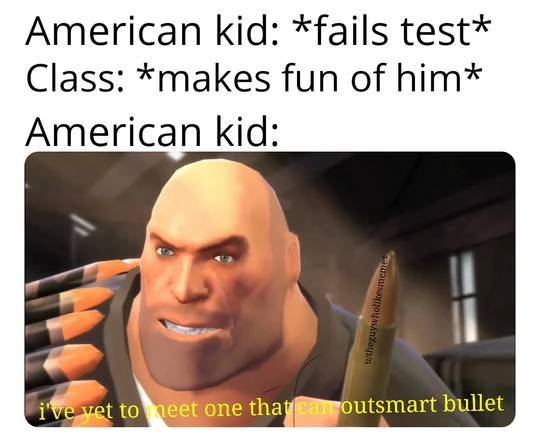 American kid: *fails test*
Class: *makes fun of him*
American kid:
u/theguywholikesmemes
i've yet to meet one that can outsmart bullet